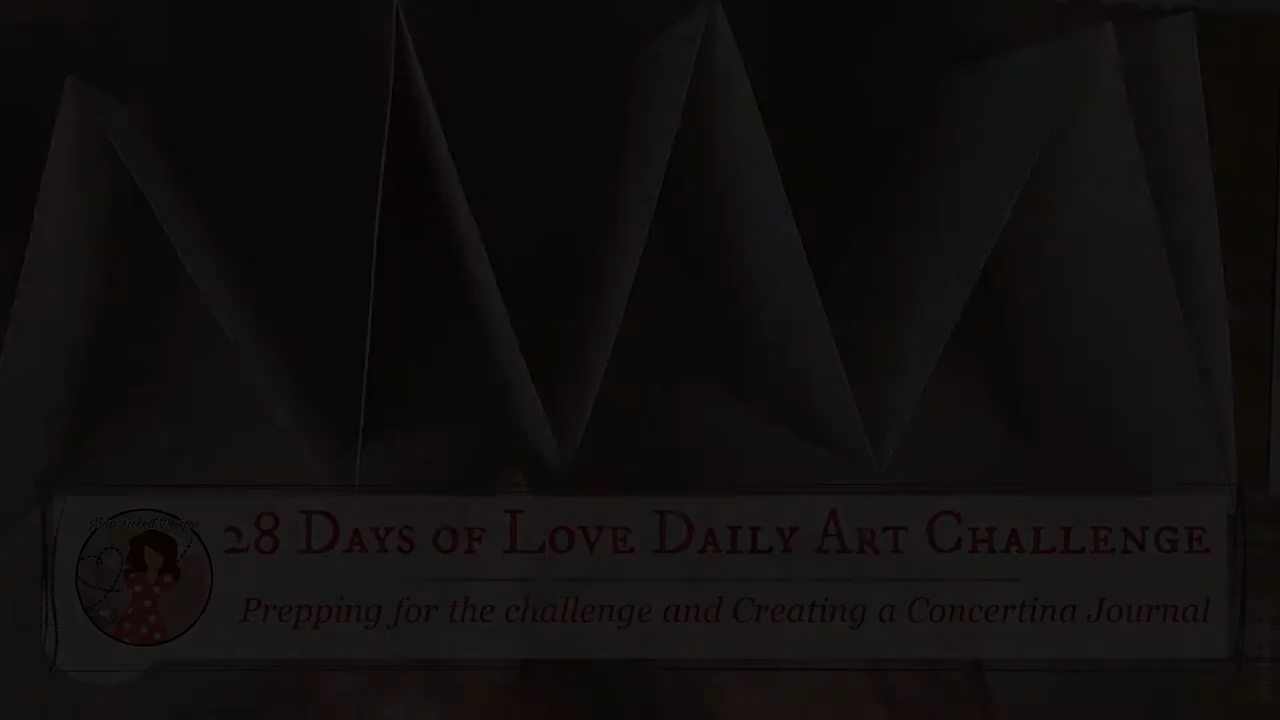 28 Days of Love Daily Art Challenge
Prepping for the challenge and Creating a Concertina Journal